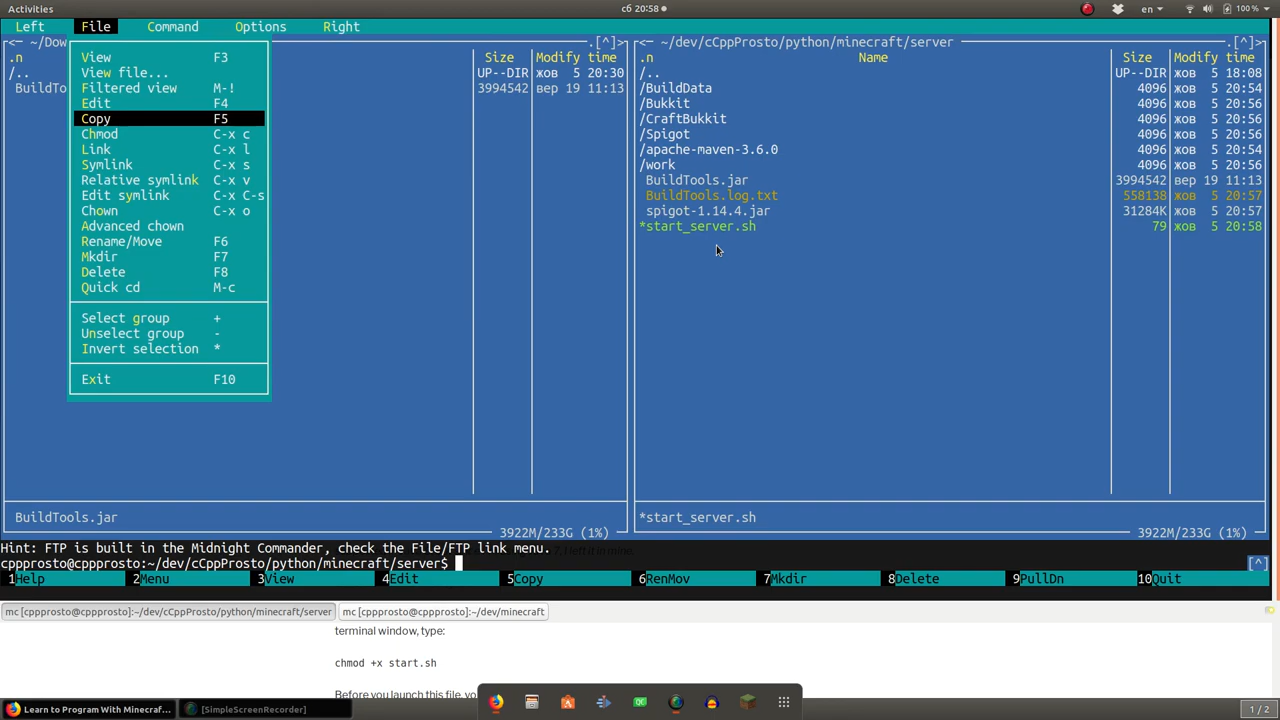 Activities
сб 20:58
en
100 %
Left File Command Options Right
<─ ~/Dow .[^]>
.n Size Modify time
/.. UP--DIR жов 5 20:30
BuildTo 3994542 вер 19 11:13
View F3
View file...
Filtered view M-!
Edit F4
Copy F5
Chmod C-x c
Link C-x l
Symlink C-x s
Relative symlink C-x v
Edit symlink C-x C-s
Chown C-x o
Advanced chown
Rename/Move F6
Mkdir F7
Delete F8
Quick cd M-c
Select group +
Unselect group -
Invert selection *
Exit F10
BuildTools.jar
3922M/233G (1%)
<─ ~/dev/cCppProsto/python/minecraft/server .[^]>
.n Name Size Modify time
/.. UP--DIR жов 5 18:08
/BuildData 4096 жов 5 20:54
/Bukkit 4096 жов 5 20:56
/CraftBukkit 4096 жов 5 20:56
/Spigot 4096 жов 5 20:56
/apache-maven-3.6.0 4096 жов 5 20:54
/work 4096 жов 5 20:56
BuildTools.jar 3994542 вер 19 11:13
BuildTools.log.txt 558138 жов 5 20:57
spigot-1.14.4.jar 31284K жов 5 20:57
*start_server.sh 79 жов 5 20:58
*start_server.sh
3922M/233G (1%)
Hint: FTP is built in the Midnight Commander, check the File/FTP link menu.
cppprosto@cppprosto:~/dev/cCppProsto/python/minecraft/server$ [^]
1Help 2Menu 3View 4Edit 5Copy 6RenMov 7Mkdir 8Delete 9PullDn 10Quit
mc [cppprosto@cppprosto]:~/dev/cCppProsto/python/minecraft/server
mc [cppprosto@cppprosto]:~/dev/minecraft
terminal window, type:
chmod +x start.sh
Before you launch this file, yo
Learn to Program With Minecraf...
[SimpleScreenRecorder]
1 / 2